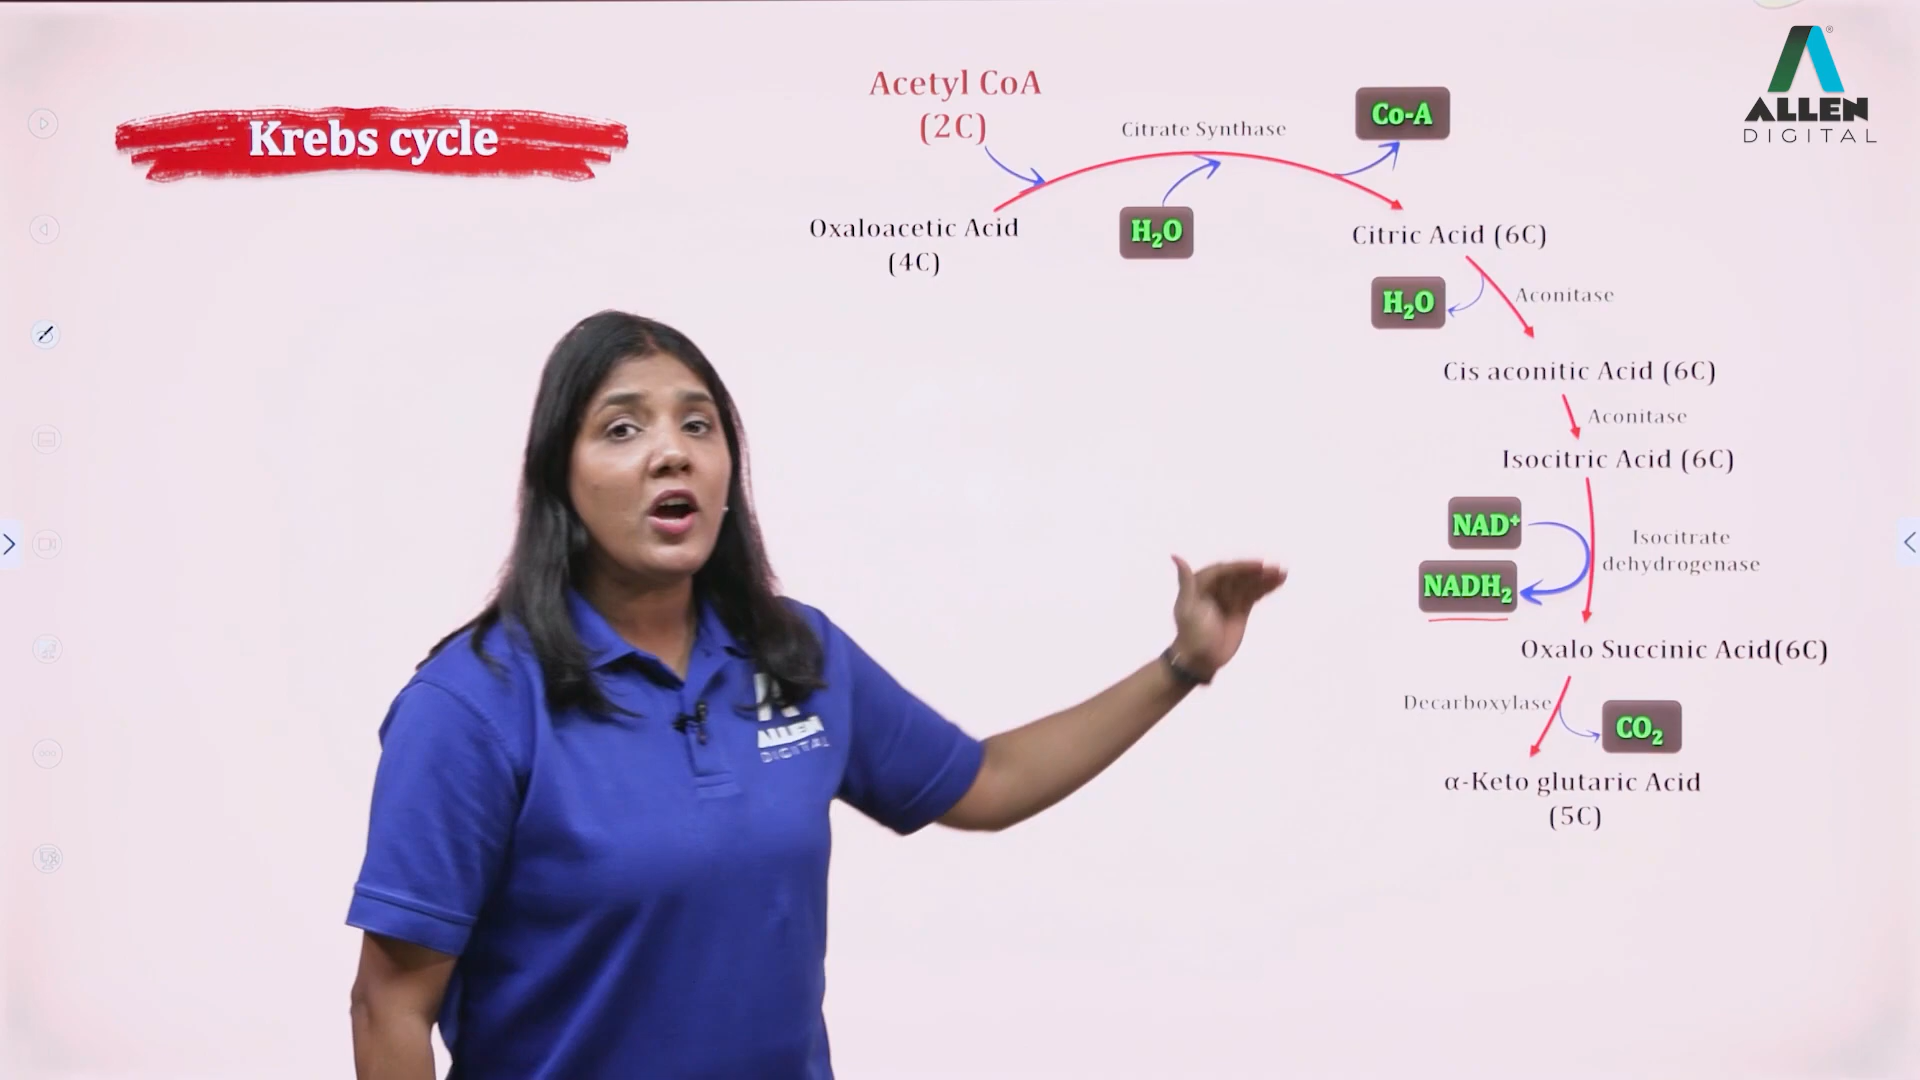 Krebs cycle
Acetyl CoA
(2C)
Citrate Synthase
Co-A
ALLEN
DIGITAL
Oxaloacetic Acid
(4C)
H₂O
Citric Acid (6C)
H₂O
Aconitase
Cis aconitic Acid (6C)
Aconitase
Isocitric Acid (6C)
NAD⁺
Isocitrate
dehydrogenase
NADH₂
Oxalo Succinic Acid(6C)
Decarboxylase
CO₂
α-Keto glutaric Acid
(5C)
ALLEN
DIGITAL